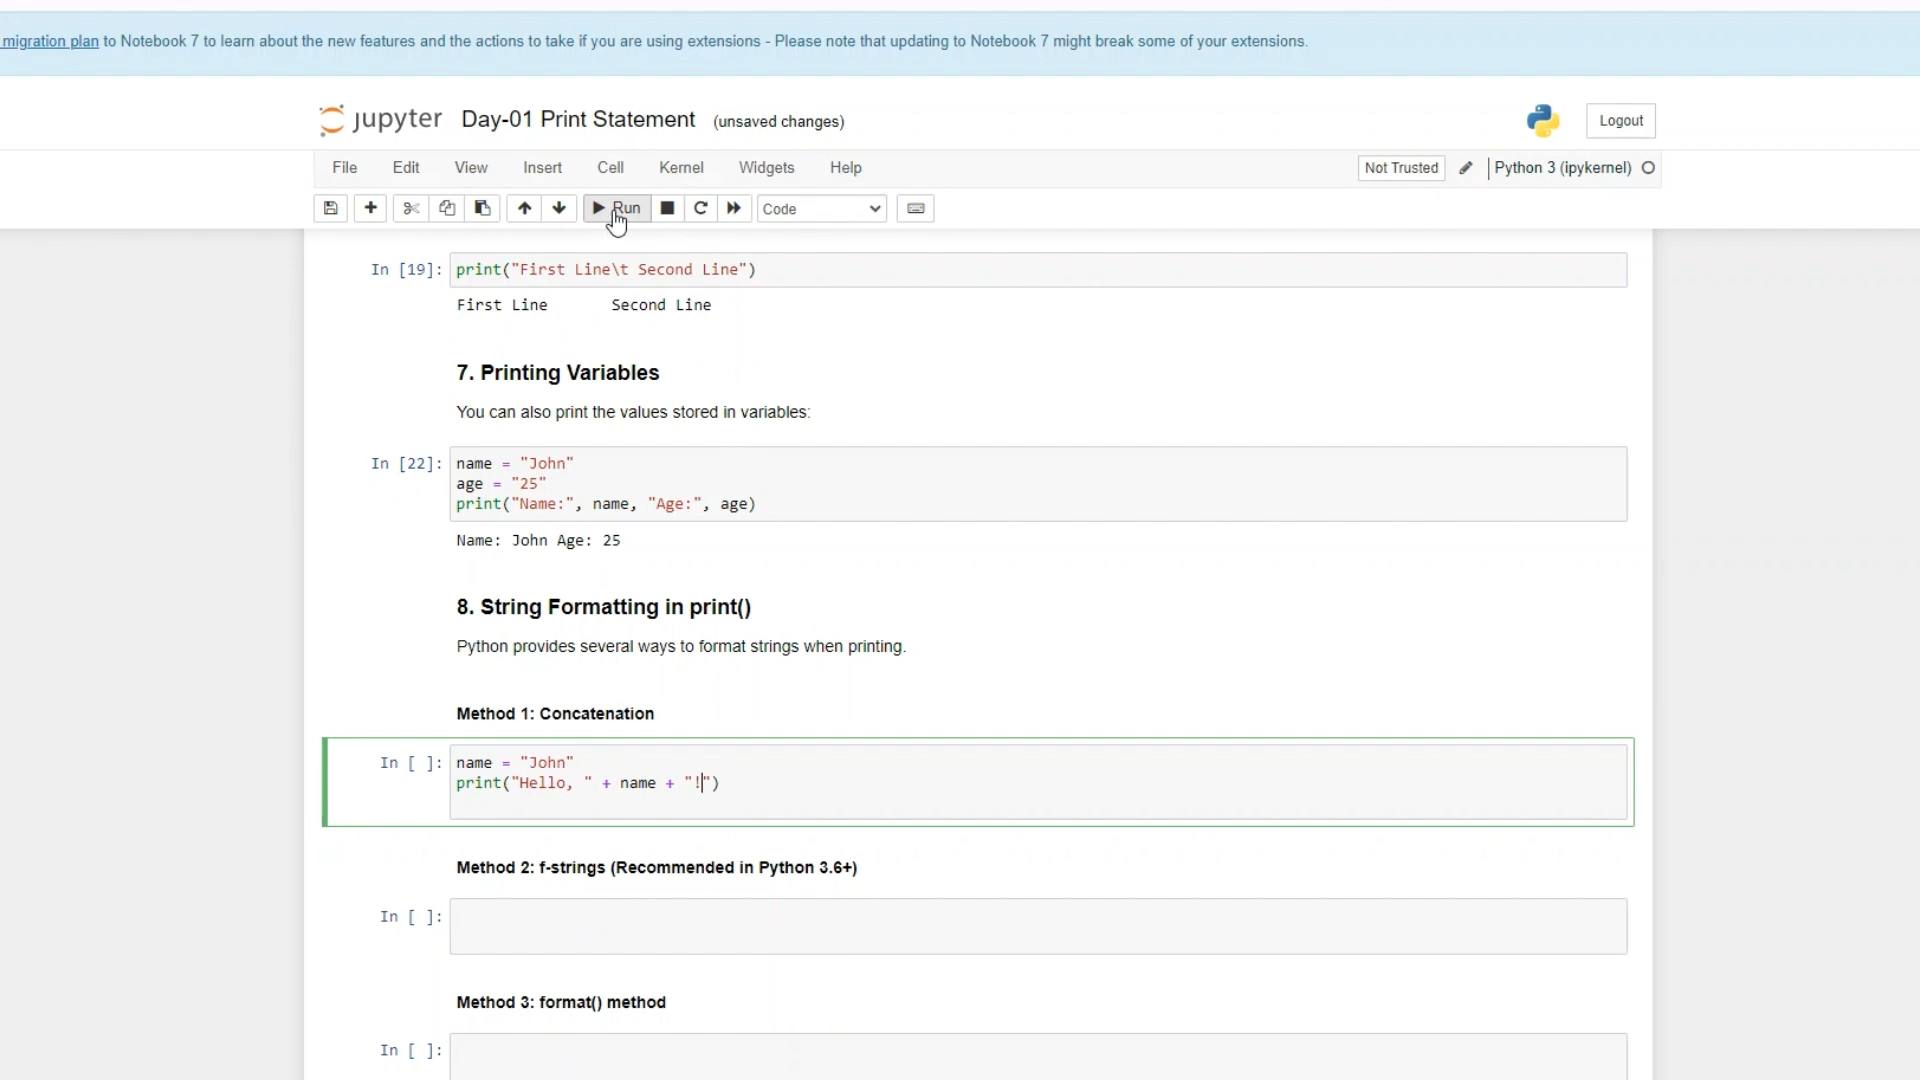 migration plan to Notebook 7 to learn about the new features and the actions to take if you are using extensions - Please note that updating to Notebook 7 might break some of your extensions.
jupyter Day-01 Print Statement (unsaved changes)
Logout
File Edit View Insert Cell Kernel Widgets Help
Not Trusted Python 3 (ipykernel)
Run Code
In [19]: print("First Line\t Second Line")
First Line Second Line
7. Printing Variables
You can also print the values stored in variables:
In [22]: name = "John"
age = "25"
print("Name:", name, "Age:", age)
Name: John Age: 25
8. String Formatting in print()
Python provides several ways to format strings when printing.
Method 1: Concatenation
In [ ]: name = "John"
print("Hello, " + name + "!")
Method 2: f-strings (Recommended in Python 3.6+)
In [ ]:
Method 3: format() method
In [ ]: